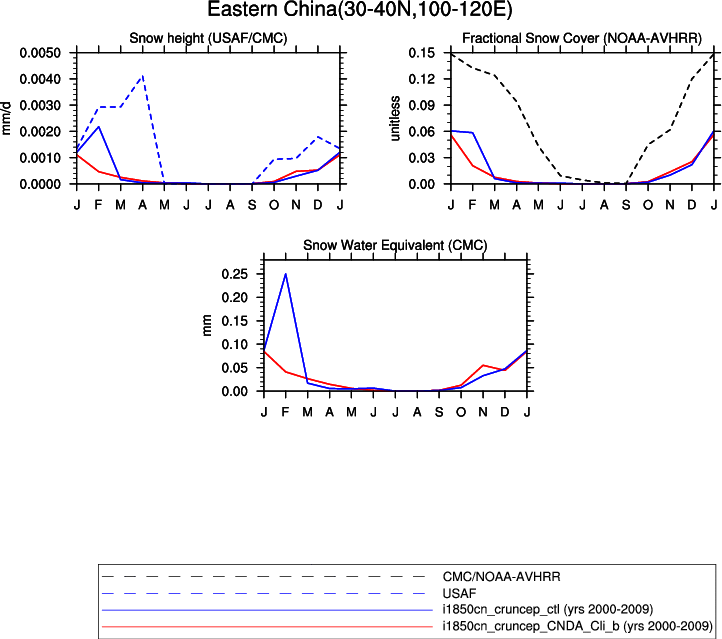 Eastern China(30-40N,100-120E)
Snow height (USAF/CMC)
mm/d
0.0050
0.0040
0.0030
0.0020
0.0010
0.0000
J F M A M J J A S O N D J
Fractional Snow Cover (NOAA-AVHRR)
unitless
0.15
0.12
0.09
0.06
0.03
0.00
J F M A M J J A S O N D J
Snow Water Equivalent (CMC)
mm
0.25
0.20
0.15
0.10
0.05
0.00
J F M A M J J A S O N D J
CMC/NOAA-AVHRR
USAF
i1850cn_cruncep_ctl (yrs 2000-2009)
i1850cn_cruncep_CNDA_Cli_b (yrs 2000-2009)